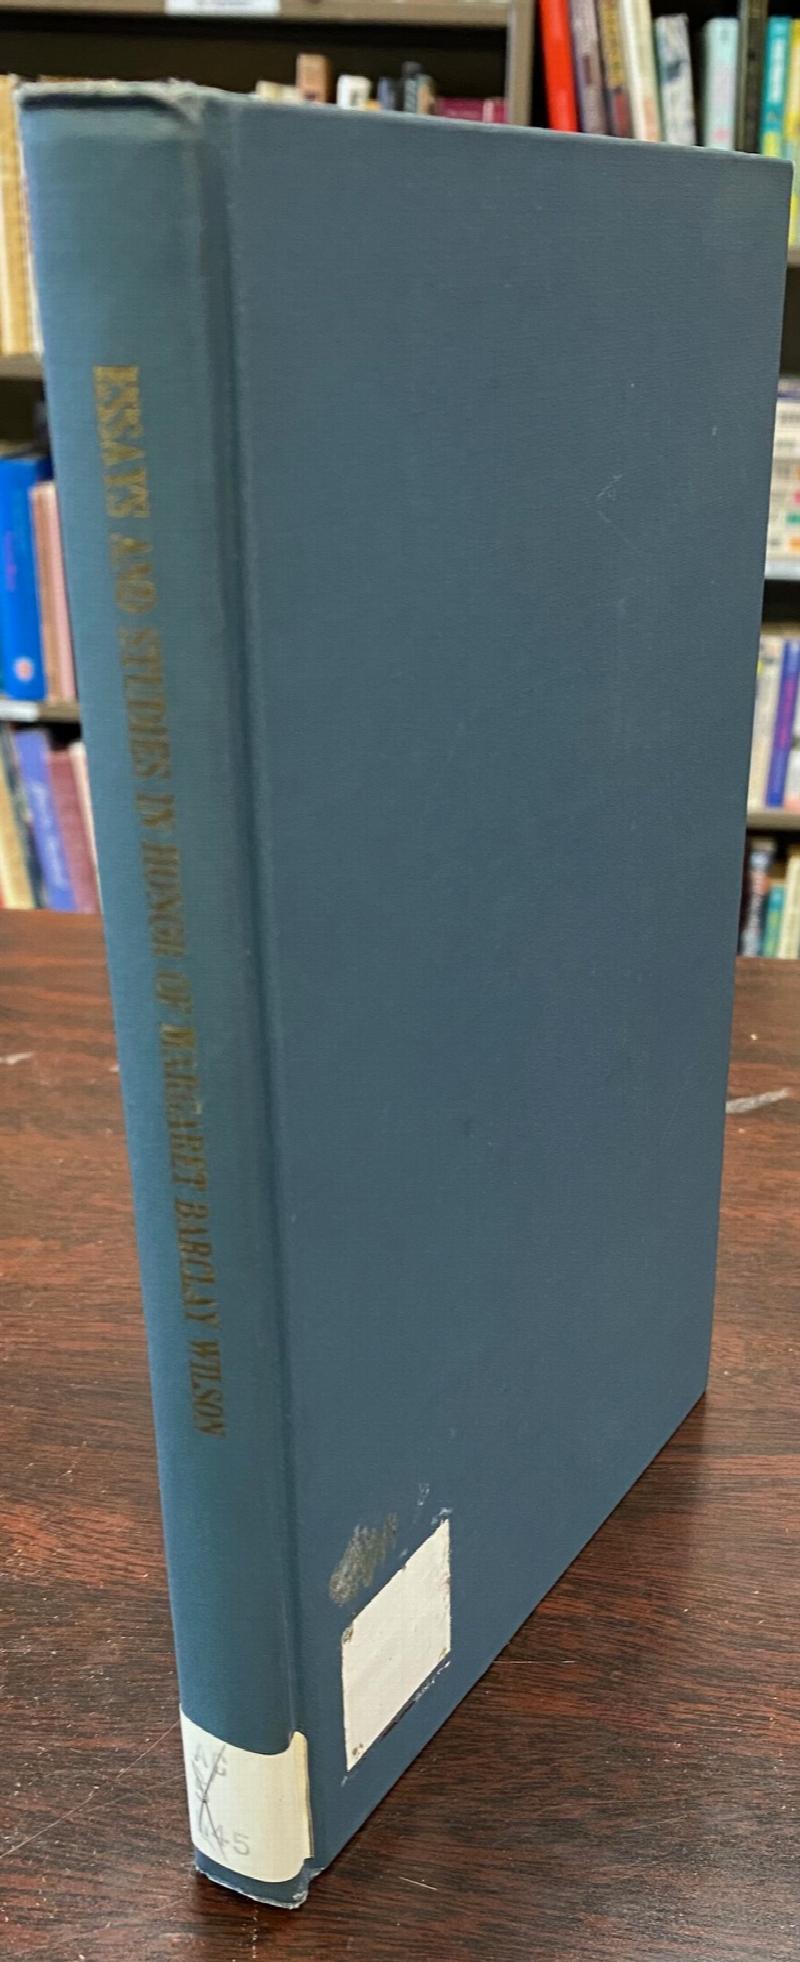 ESSAYS AND STUDIES IN HONOR OF MARGARET BARCLAY WILSON
AC
5